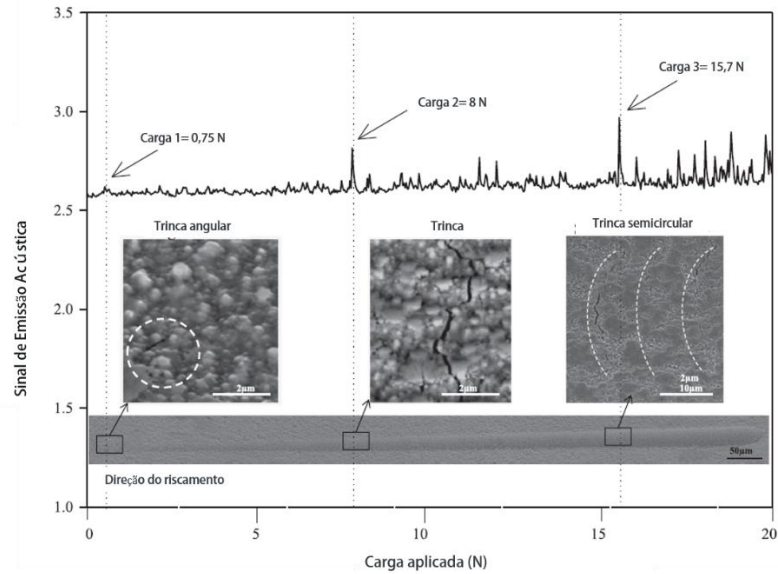 3.5
3.0
2.5
2.0
1.5
1.0
Sinal de Emissão Acústica
Carga 1= 0,75 N
Carga 2= 8 N
Carga 3= 15,7 N
Trinca angular
Trinca
Trinca semicircular
2µm
2µm
2µm
10µm
50µm
Direção do riscamento
0
5
10
15
20
Carga aplicada (N)